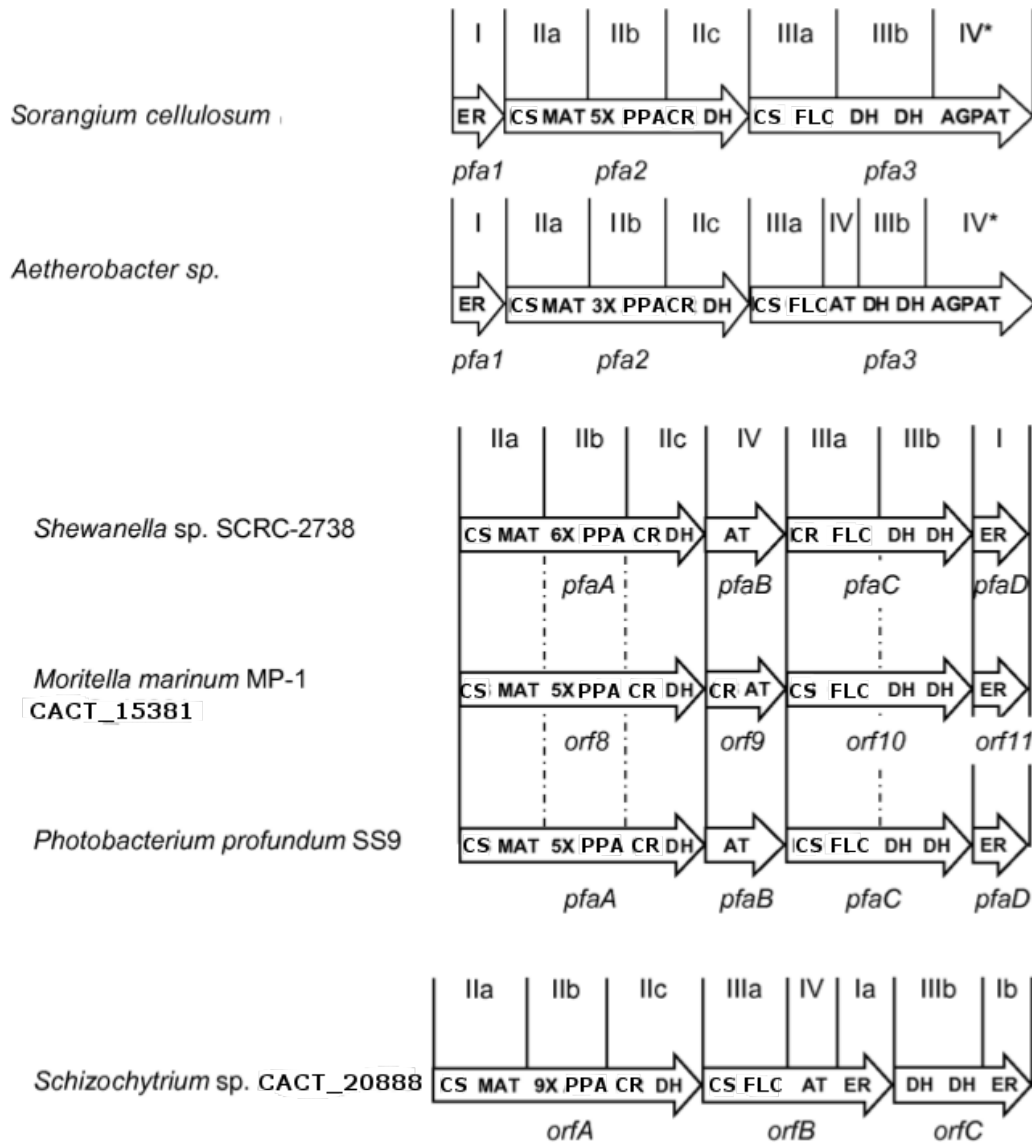 I IIa IIb IIc IIIa IIIb IV*
Sorangium cellulosum
ER CS MAT 5X PPA CR DH CS FLC DH DH AGPAT
pfa1 pfa2 pfa3
I IIa IIb IIc IIIa IV IIIb IV*
Aetherobacter sp.
ER CS MAT 3X PPA CR DH CS FLC AT DH DH AGPAT
pfa1 pfa2 pfa3
IIa IIb IIc IV IIIa IIIb I
Shewanella sp. SCRC-2738
CS MAT 6X PPA CR DH AT CR FLC DH DH ER
pfaA pfaB pfaC pfaD
Moritella marinum MP-1
CS MAT 5X PPA CR DH CR AT CS FLC DH DH ER
CACT_15381
orf8 orf9 orf10 orf11
Photobacterium profundum SS9
CS MAT 5X PPA CR DH AT CS FLC DH DH ER
pfaA pfaB pfaC pfaD
IIa IIb IIc IIIa IV Ia IIIb Ib
Schizochytrium sp. CACT_20888
CS MAT 9X PPA CR DH CS FLC AT ER DH DH ER
orfA orfB orfC